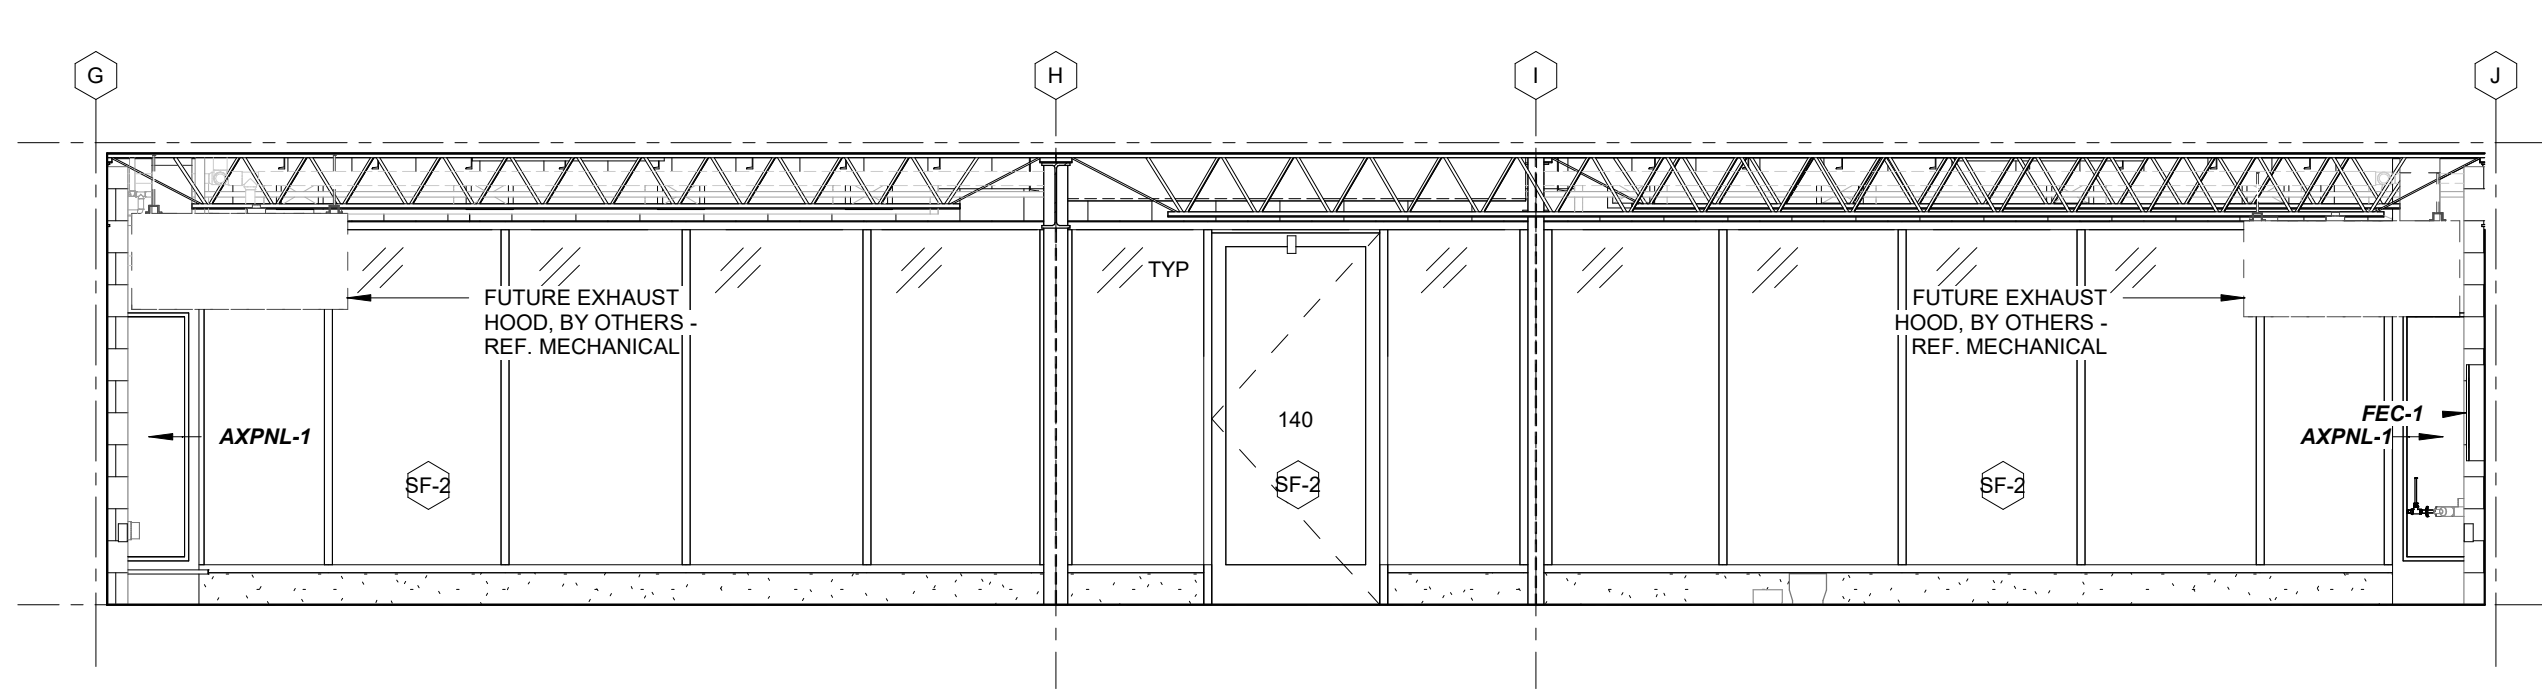 G
H
I
J
TYP
FUTURE EXHAUST
HOOD, BY OTHERS -
REF. MECHANICAL
FUTURE EXHAUST
HOOD, BY OTHERS -
REF. MECHANICAL
AXPNL-1
140
FEC-1
AXPNL-1
SF-2
SF-2
SF-2